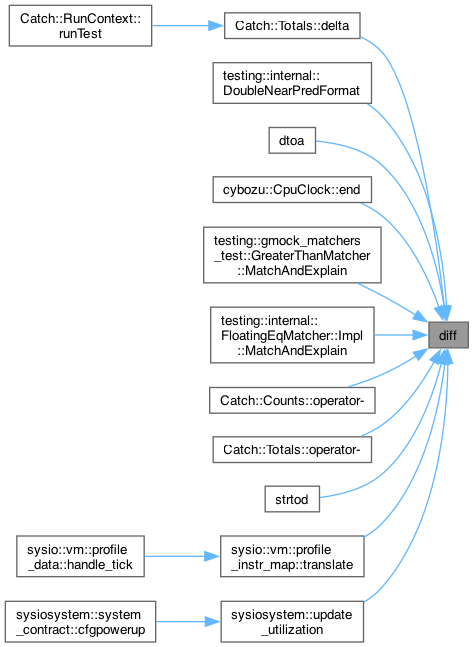 Catch::RunContext::
runTest
Catch::Totals::delta
testing::internal::
DoubleNearPredFormat
dtoa
cybozu::CpuClock::end
testing::gmock_matchers
_test::GreaterThanMatcher
::MatchAndExplain
testing::internal::
FloatingEqMatcher::Impl
::MatchAndExplain
diff
Catch::Counts::operator-
Catch::Totals::operator-
strtod
sysio::vm::profile
_data::handle_tick
sysio::vm::profile
_instr_map::translate
sysiosystem::system
_contract::cfgpowerup
sysiosystem::update
_utilization